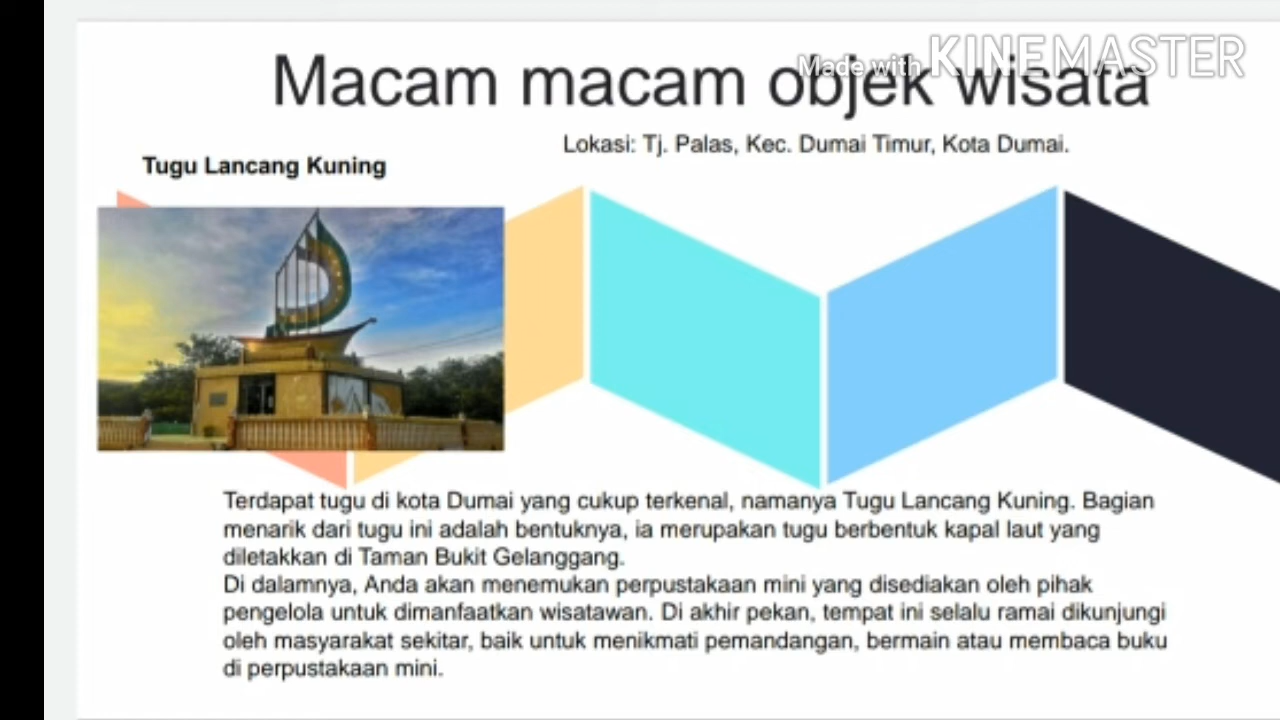 Macam macam objek wisata
Made with KINEMASTER
Lokasi: Tj. Palas, Kec. Dumai Timur, Kota Dumai.
Tugu Lancang Kuning
Terdapat tugu di kota Dumai yang cukup terkenal, namanya Tugu Lancang Kuning. Bagian
menarik dari tugu ini adalah bentuknya, ia merupakan tugu berbentuk kapal laut yang
diletakkan di Taman Bukit Gelanggang.
Di dalamnya, Anda akan menemukan perpustakaan mini yang disediakan oleh pihak
pengelola untuk dimanfaatkan wisatawan. Di akhir pekan, tempat ini selalu ramai dikunjungi
oleh masyarakat sekitar, baik untuk menikmati pemandangan, bermain atau membaca buku
di perpustakaan mini.